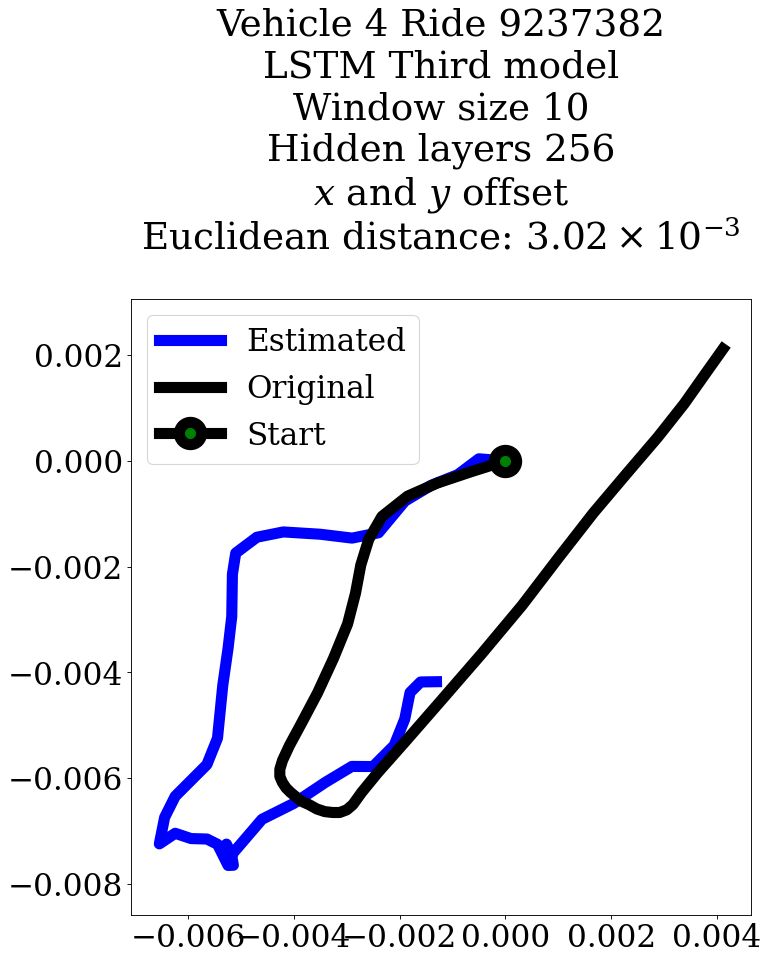 Vehicle 4 Ride 9237382
LSTM Third model
Window size 10
Hidden layers 256
x and y offset
Euclidean distance: 3.02 × 10⁻³
Estimated
Original
Start
0.002
0.000
−0.002
−0.004
−0.006
−0.008
−0.006 −0.004 −0.002 0.000 0.002 0.004